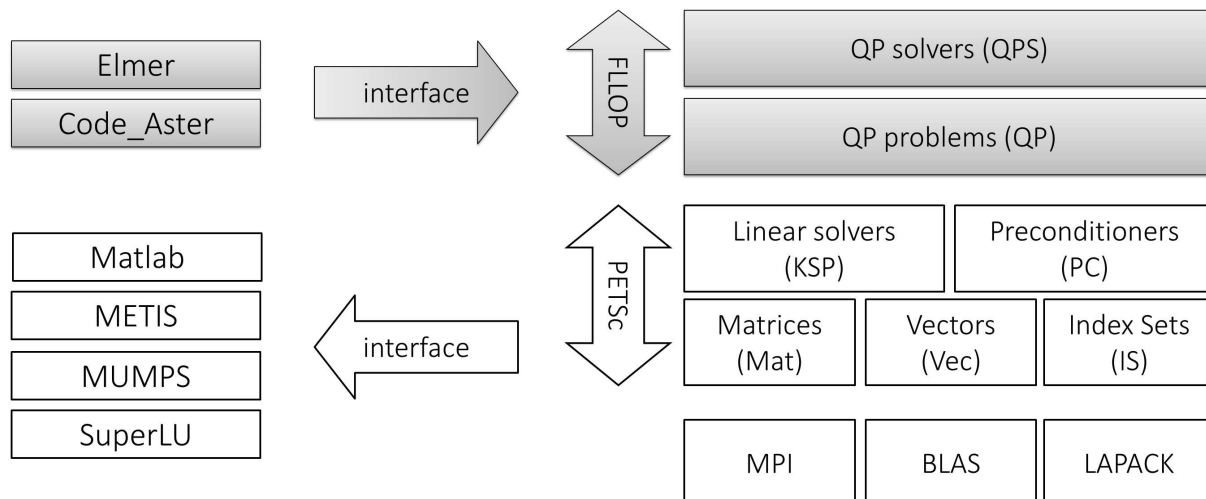 Elmer
Code_Aster
interface
FLLOP
QP solvers (QPS)
QP problems (QP)
Matlab
METIS
MUMPS
SuperLU
interface
PETSc
Linear solvers
(KSP)
Preconditioners
(PC)
Matrices
(Mat)
Vectors
(Vec)
Index Sets
(IS)
MPI
BLAS
LAPACK